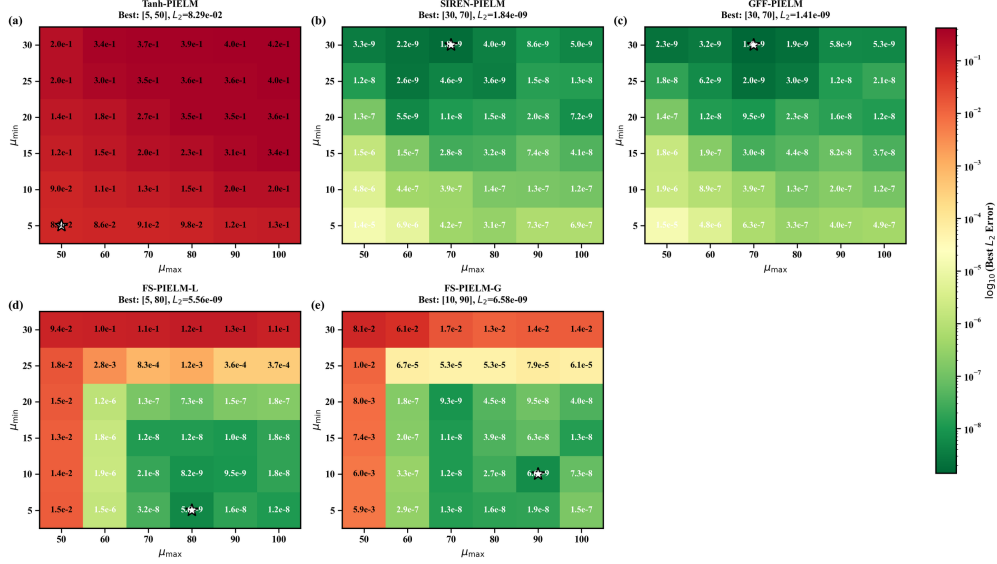 (a) Tanh-PIELM
Best: [5, 50], L2=8.29e-02
μmin
30 2.0e-1 3.4e-1 3.7e-1 3.9e-1 4.0e-1 4.2e-1
25 2.0e-1 3.0e-1 3.5e-1 3.6e-1 3.6e-1 4.0e-1
20 1.4e-1 1.8e-1 2.7e-1 3.5e-1 3.5e-1 3.6e-1
15 1.2e-1 1.5e-1 2.0e-1 2.3e-1 3.1e-1 3.4e-1
10 9.0e-2 1.1e-1 1.3e-1 1.5e-1 2.0e-1 2.0e-1
5 8.6e-2 9.1e-2 9.8e-2 1.2e-1 1.3e-1
50 60 70 80 90 100
μmax
(b) SIREN-PIELM
Best: [30, 70], L2=1.84e-09
μmin
30 3.3e-9 2.2e-9 4.0e-9 8.6e-9 5.0e-9
25 1.2e-8 2.6e-9 4.6e-9 3.6e-9 1.5e-8 1.3e-8
20 1.3e-7 5.5e-9 1.1e-8 1.5e-8 2.0e-8 7.2e-9
15 1.5e-6 1.5e-7 2.8e-8 3.2e-8 7.4e-8 4.1e-8
10 4.8e-6 4.4e-7 3.9e-7 1.4e-7 1.3e-7 1.2e-7
5 4.2e-7 3.1e-7 7.3e-7 6.9e-7
50 60 70 80 90 100
μmax
(c) GFF-PIELM
Best: [30, 70], L2=1.41e-09
μmin
30 2.3e-9 3.2e-9 1.9e-9 5.8e-9 5.3e-9
25 1.8e-8 6.2e-9 2.0e-9 3.0e-9 1.2e-8 2.1e-8
20 1.4e-7 1.2e-8 9.5e-9 2.3e-8 1.6e-8 1.2e-8
15 1.8e-6 1.9e-7 3.0e-8 4.4e-8 8.2e-8 3.7e-8
10 1.9e-6 8.9e-7 3.9e-7 1.3e-7 2.0e-7 1.2e-7
5 4.8e-6 6.3e-7 3.3e-7 4.0e-7 4.9e-7
50 60 70 80 90 100
μmax
(d) FS-PIELM-L
Best: [5, 80], L2=5.56e-09
μmin
30 9.4e-2 1.0e-1 1.1e-1 1.2e-1 1.3e-1 1.1e-1
25 1.8e-2 2.8e-3 8.3e-4 1.2e-3 3.6e-4 3.7e-4
20 1.5e-2 1.2e-6 1.3e-7 7.3e-8 1.5e-7 1.8e-7
15 1.3e-2 1.8e-6 1.2e-8 1.2e-8 1.0e-8 1.8e-8
10 1.4e-2 1.9e-6 2.1e-8 8.2e-9 9.5e-9 1.8e-8
5 1.5e-2 1.5e-6 3.2e-8 1.6e-8 1.2e-8
50 60 70 80 90 100
μmax
(e) FS-PIELM-G
Best: [10, 90], L2=6.58e-09
μmin
30 8.1e-2 6.1e-2 1.7e-2 1.3e-2 1.4e-2 1.4e-2
25 1.0e-2 6.7e-5 5.3e-5 5.3e-5 7.9e-5 6.1e-5
20 8.0e-3 1.8e-7 9.3e-9 4.5e-8 9.5e-8 4.0e-8
15 7.4e-3 2.0e-7 1.1e-8 3.9e-8 6.3e-8 1.3e-8
10 6.0e-3 3.3e-7 1.2e-8 2.7e-8 7.3e-8
5 5.9e-3 2.9e-7 1.3e-8 1.6e-8 1.9e-8 1.5e-7
50 60 70 80 90 100
μmax
10⁻¹
10⁻²
10⁻³
10⁻⁴
10⁻⁵
10⁻⁶
10⁻⁷
10⁻⁸
log10(Best L2 Error)